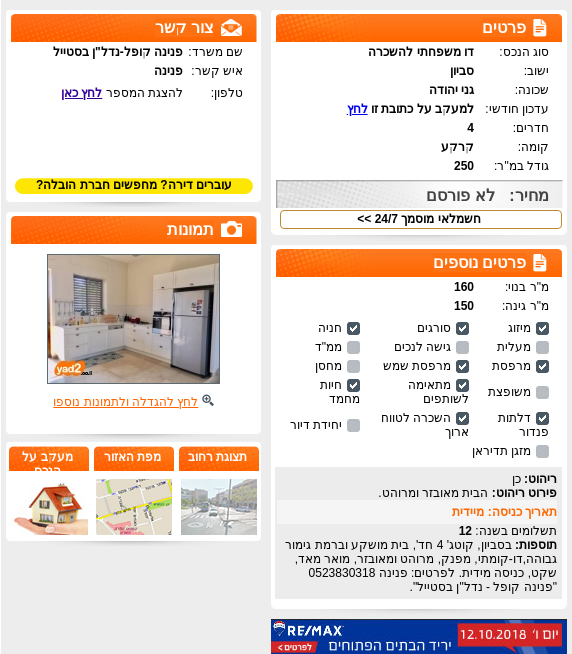 פרטים
סוג הנכס: דו משפחתי להשכרה
ישוב: סביון
שכונה: גני יהודה
עדכון חודשי: למעקב על כתובת זו לחץ
חדרים: 4
קומה: קרקע
גודל במ"ר: 250
מחיר: לא פורסם
חשמלאי מוסמך 24/7 >>
פרטים נוספים
מ"ר בנוי: 160
מ"ר גינה: 150
מיזוג סורגים חניה
מעלית גישה לנכים ממ"ד
מרפסת מרפסת שמש מחסן
משופצת מתאימה לשותפים חיות מחמד
דלתות פנדור השכרה לטווח ארוך יחידת דיור
מזגן תדיראן
ריהוט: כן
פירוט ריהוט: הבית מאובזר ומרוהט.
תאריך כניסה: מיידית
תשלומים בשנה: 12
תוספות: בסביון, קוטג' 4 חד', בית מושקע וברמת גימור
גבוהה,דו-קומתי, מפנק, מרוהט ומאובזר, מואר מאד,
שקט, כניסה מידית. לפרטים: פנינה 0523830318
"פנינה קופל - נדל"ן בסטייל".
RE/MAX
יום ו' 12.10.2018
יריד הבתים הפתוחים
לפרטים >
צור קשר
שם משרד: פנינה קופל-נדל"ן בסטייל
איש קשר: פנינה
טלפון: להצגת המספר לחץ כאן
עוברים דירה? מחפשים חברת הובלה?
תמונות
yad2.co.il
לחץ להגדלה ולתמונות נוספו
תצוגת רחוב
מפת האזור
מעקב על
הנכס